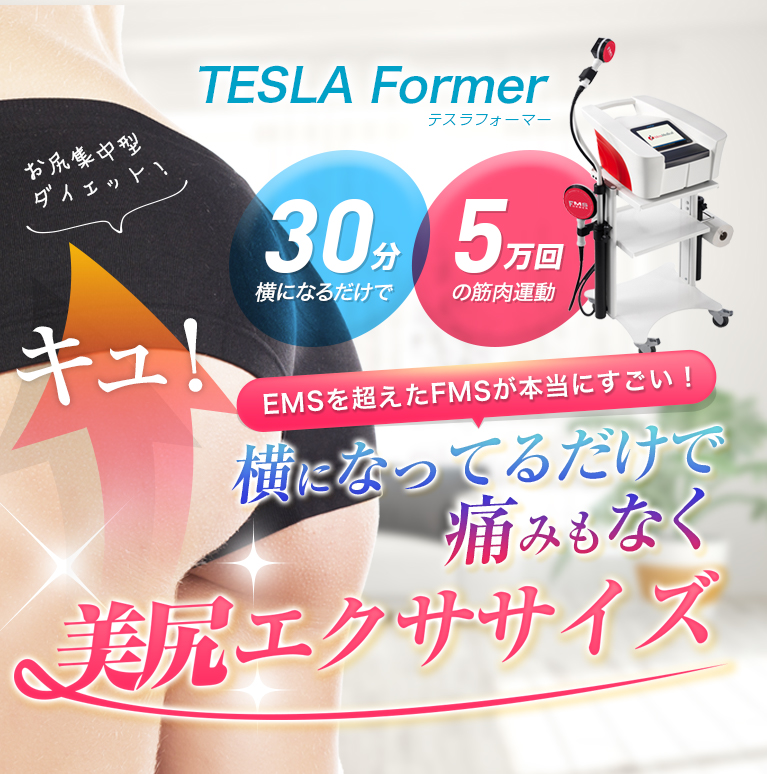 TESLA Former
テスラフォーマー
お尻集中型
ダイエット!
30分
横になるだけで
5万回
の筋肉運動
FMS
キュ!
EMSを超えたFMSが本当にすごい!
横になってるだけで
痛みもなく
美尻エクササイズ